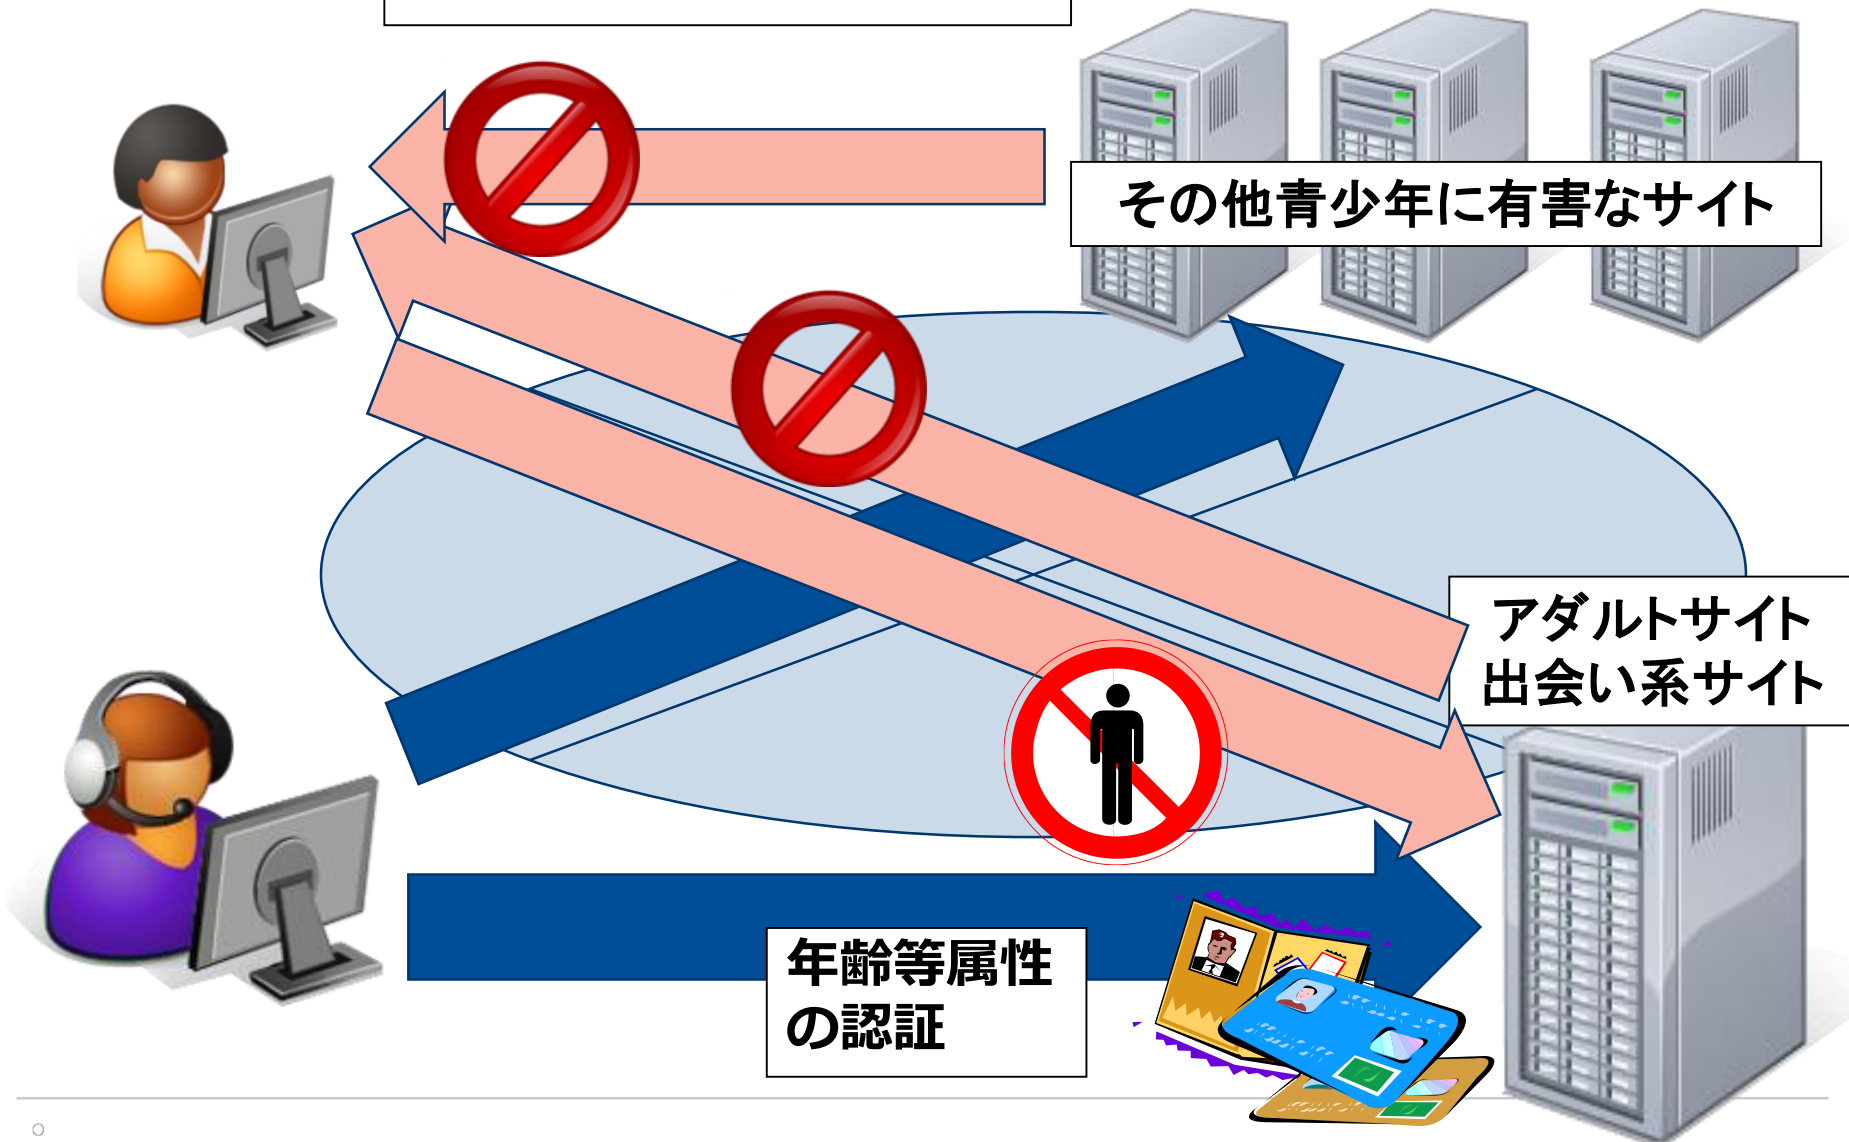 その他青少年に有害なサイト
アダルトサイト
出会い系サイト
年齢等属性
の認証